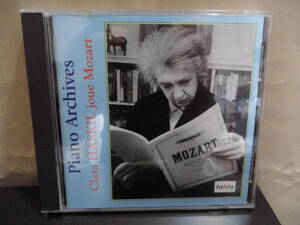 Piano Archives
Clara HASKIL joue Mozart
MOZART
tahra